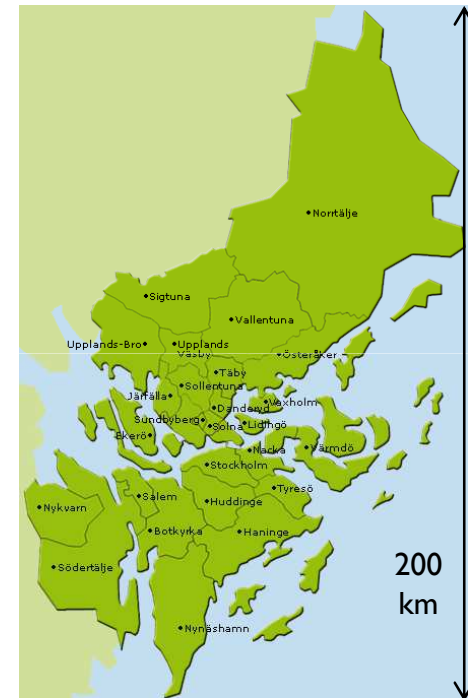 Norrtälje
Sigtuna
Vallentuna
Upplands-Bro
Upplands
Väsby
Österåker
Täby
Sollentuna
Järfälla
Vaxholm
Danderyd
Sundbyberg
Solna
Lidingö
Ekerö
Nacka
Värmdö
Stockholm
Tyresö
Salem
Huddinge
Nykvarn
Botkyrka
Haninge
Södertälje
200
km
Nynäshamn